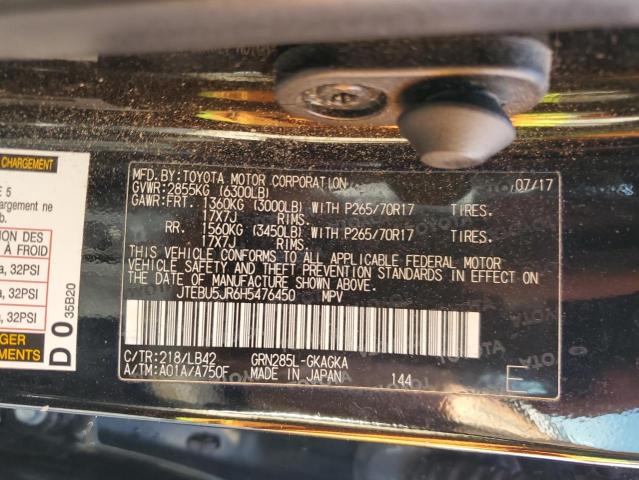 CHARGEMENT
E 5
chargement ne
b.
ION DES
À FROID
a, 32PSI
a, 32PSI
a, 32PSI
OUR
SEMENTS
D 0
35B20
MFD. BY: TOYOTA MOTOR CORPORATION 07/17
GVWR: 2855KG (6300LB)
GAWR: FRT. 1360KG (3000LB) WITH P265/70R17 TIRES.
17X7J RIMS.
RR. 1560KG (3450LB) WITH P265/70R17 TIRES.
17X7J RIMS.
THIS VEHICLE CONFORMS TO ALL APPLICABLE FEDERAL MOTOR
VEHICLE SAFETY AND THEFT PREVENTION STANDARDS IN EFFECT ON
THE DATE OF MANUFACTURE SHOWN ABOVE.
JTEBU5JR6H5476450 MPV
C/TR: 218/LB42 GRN285L-GKAGKA
A/TM: A01A/A750F MADE IN JAPAN 144 E